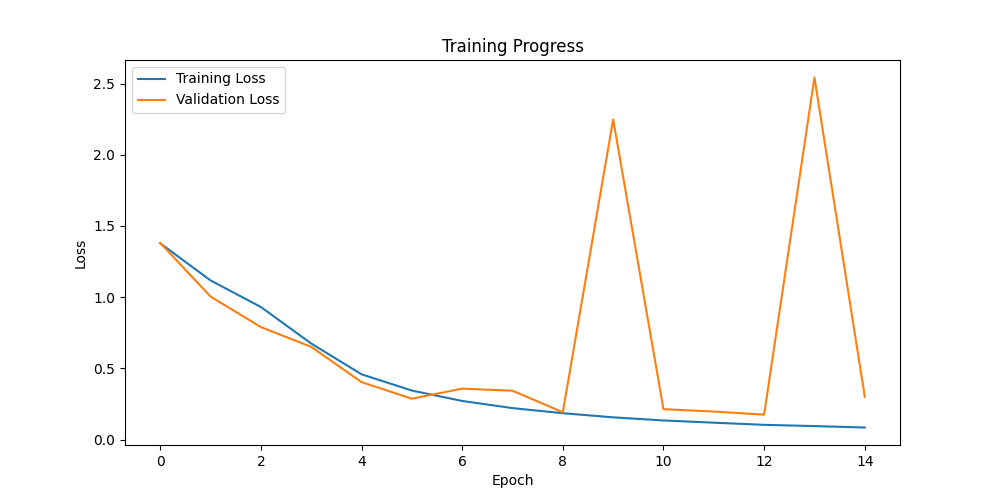 Training Progress
Training Loss
Validation Loss
2.5
2.0
1.5
1.0
0.5
0.0
Loss
0 2 4 6 8 10 12 14
Epoch